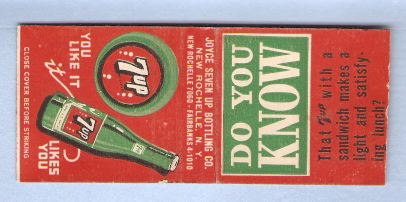 YOU
LIKE IT
it
LIKES
YOU
7up
7up
CLOSE COVER BEFORE STRIKING
JOYCE SEVEN UP BOTTLING CO.
NEW ROCHELLE, N. Y.
NEW ROCHELLE 7060 - FAIRBANKS 4-1010
DO YOU
KNOW
That 7up with a
sandwich makes a
light and satisfy-
ing lunch?